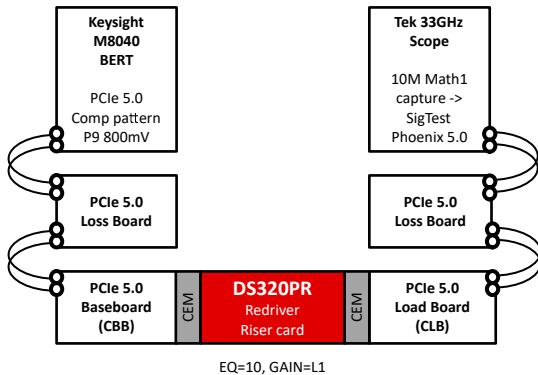 Keysight
M8040
BERT
PCIe 5.0
Comp pattern
P9 800mV
Tek 33GHz
Scope
10M Math1
capture ->
SigTest
Phoenix 5.0
PCIe 5.0
Loss Board
PCIe 5.0
Loss Board
PCIe 5.0
Baseboard
(CBB)
CEM
DS320PR
Redriver
Riser card
CEM
PCIe 5.0
Load Board
(CLB)
EQ=10, GAIN=L1